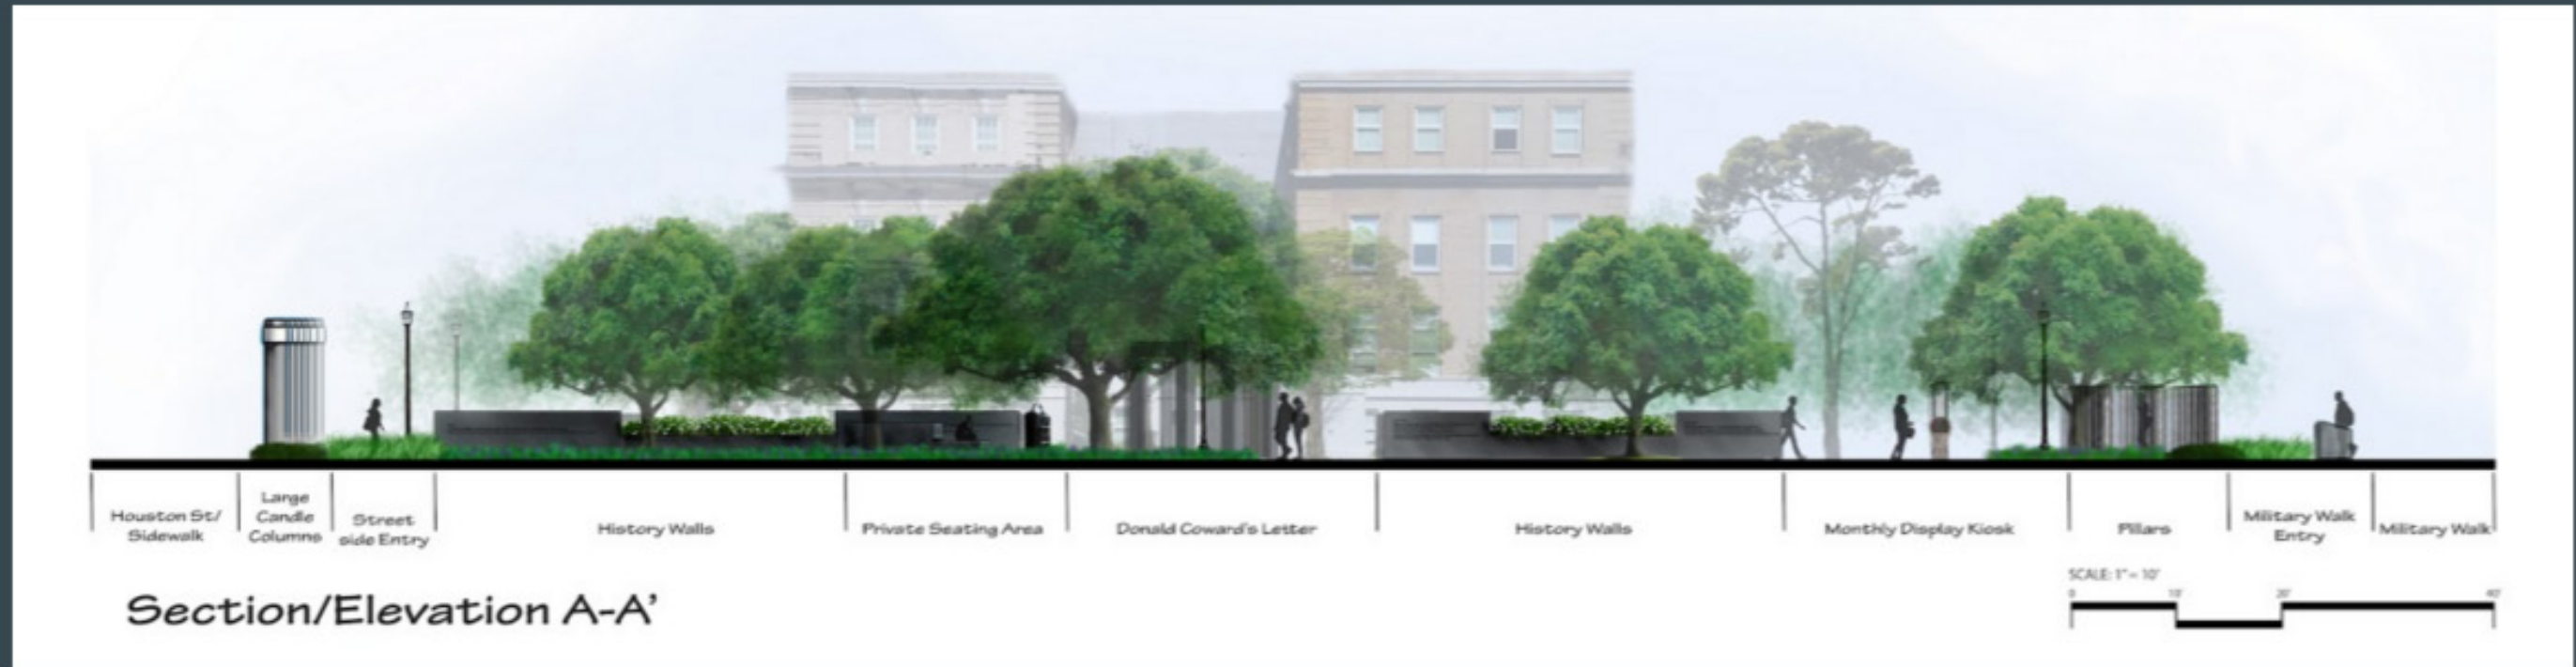 Houston St/
Sidewalk
Large
Candle
Columns
Street
side Entry
History Walls
Private Seating Area
Donald Coward's Letter
History Walls
Monthly Display Kiosk
Pillars
Military Walk
Entry
Military Walk
Section/Elevation A-A'
SCALE: 1" = 10'
0 10' 20' 40'